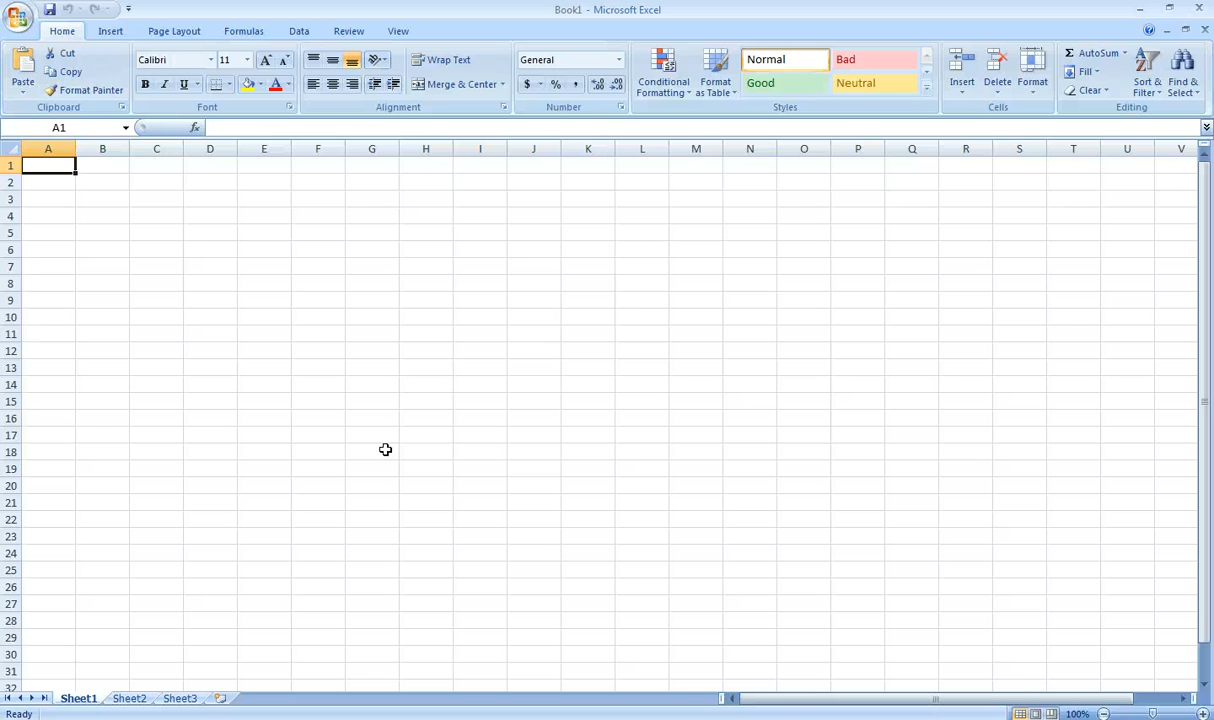 Book1 - Microsoft Excel
Home Insert Page Layout Formulas Data Review View
Paste
Cut
Copy
Format Painter
Clipboard
Calibri 11
B I U A
Font
Wrap Text
Merge & Center
Alignment
General
$ % ,
Number
Conditional Formatting
Format as Table
Normal Bad
Good Neutral
Styles
Insert Delete Format
Cells
Σ AutoSum
Fill
Clear
Sort & Filter
Find & Select
Editing
A1 fx
A B C D E F G H I J K L M N O P Q R S T U V
1
2
3
4
5
6
7
8
9
10
11
12
13
14
15
16
17
18
19
20
21
22
23
24
25
26
27
28
29
30
31
32
Sheet1 Sheet2 Sheet3
Ready 100%